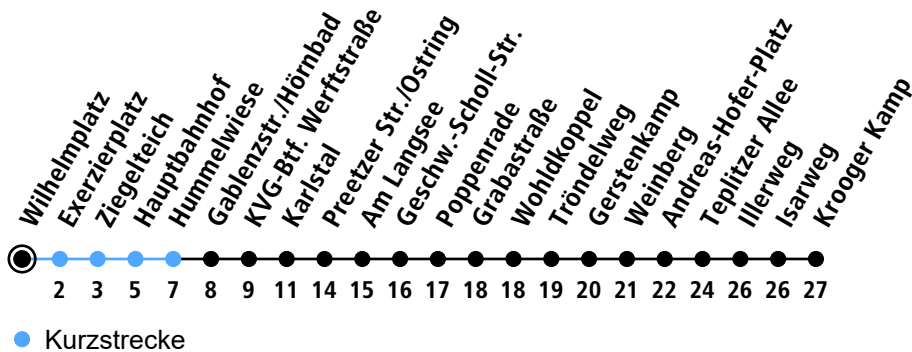 Wilhelmplatz
Exerzierplatz
Ziegelteich
Hauptbahnhof
Hummelwiese
Gablenzstr./Hörnbad
KVG-Btf. Werftstraße
Karlstal
Preetzer Str./Ostring
Am Langsee
Geschw.-Scholl-Str.
Poppenrade
Grabastraße
Wohldkoppel
Tröndelweg
Gerstenkamp
Weinberg
Andreas-Hofer-Platz
Teplitzer Allee
Illerweg
Isarweg
Krooger Kamp
2 3 5 7 8 9 11 14 15 16 17 18 18 19 20 21 22 24 26 26 27
Kurzstrecke